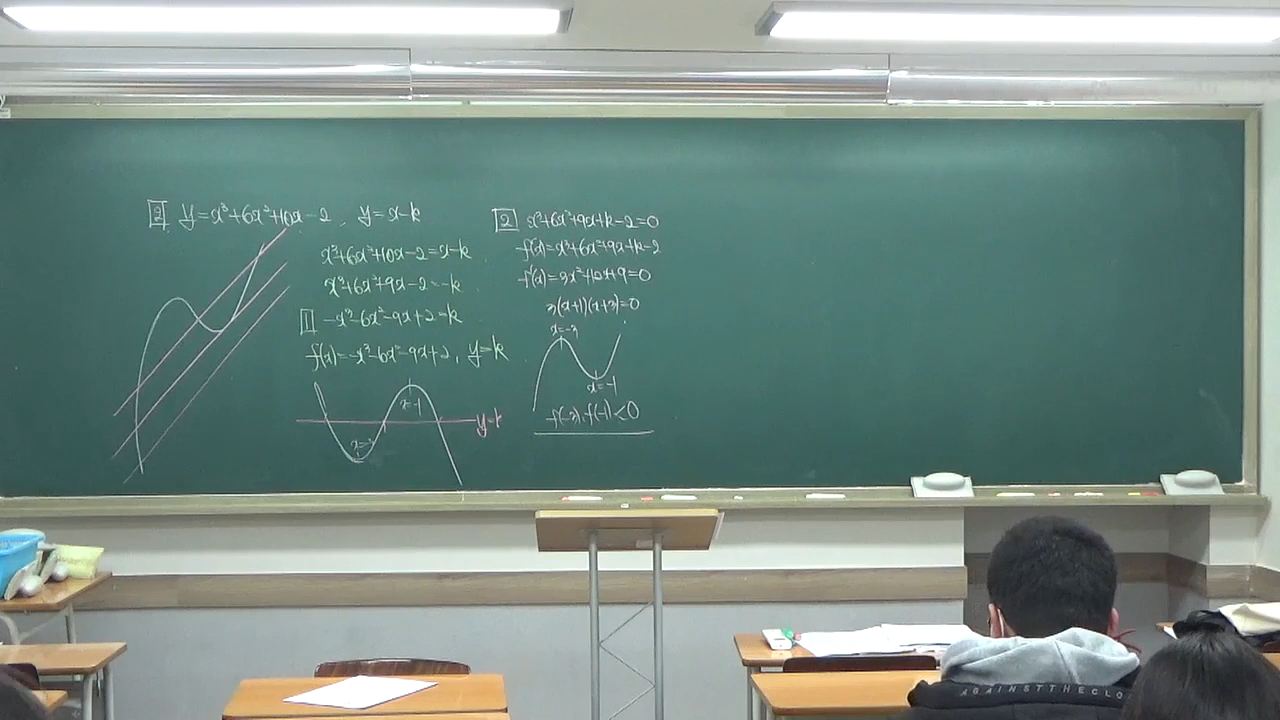 2 y=x³+6x²+10x-2, y=x-k
x³+6x²+10x-2=x-k
x³+6x²+9x-2=-k
1 -x³-6x²-9x+2=k
f(x)=-x³-6x²-9x+2, y=k
x=-1
y=k
x=-3
2 x³+6x²+9x+k-2=0
f(x)=x³+6x²+9x+k-2
f'(x)=3x²+12x+9=0
3(x+1)(x+3)=0
x=-3
x=-1
f(-3)·f(-1)<0
AGAINSTTHECLO